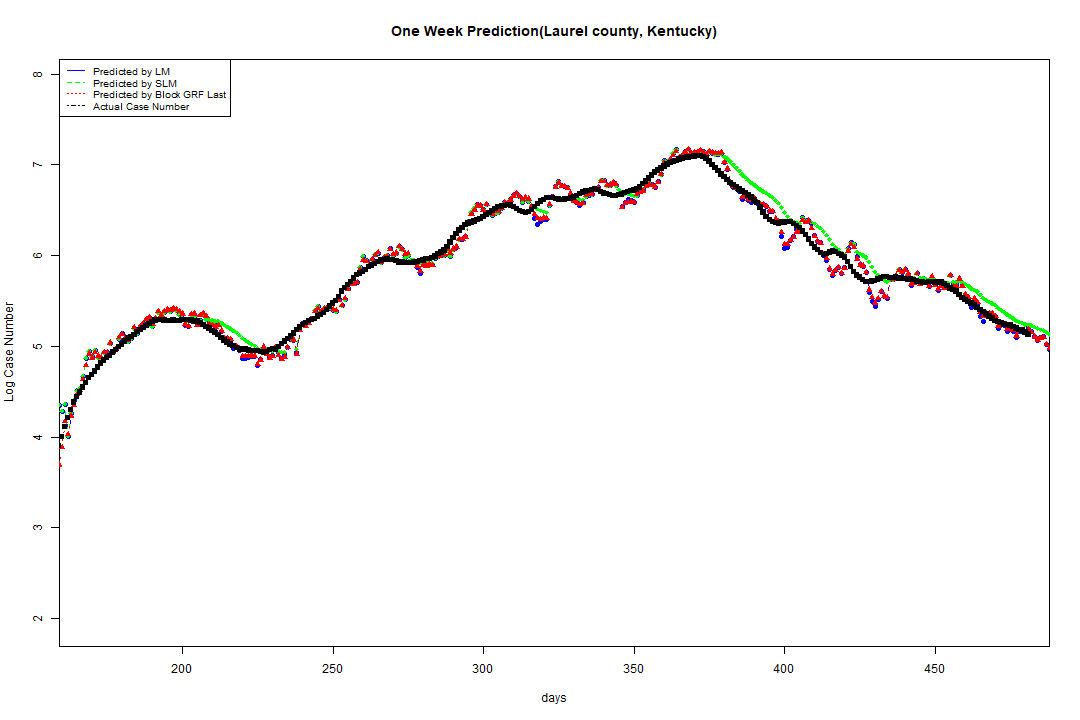 One Week Prediction(Laurel county, Kentucky)
Predicted by LM
Predicted by SLM
Predicted by Block GRF Last
Actual Case Number
8
7
6
5
4
3
2
Log Case Number
200 250 300 350 400 450
days